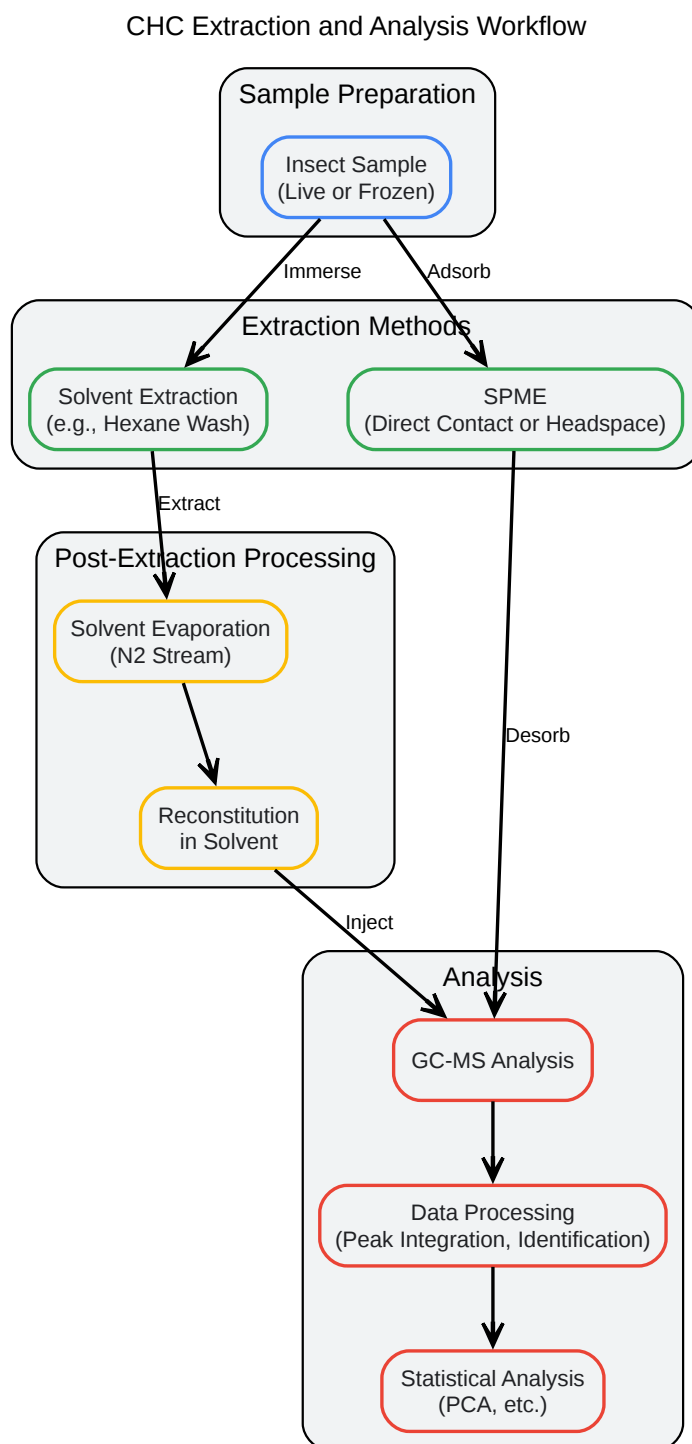 CHC Extraction and Analysis Workflow
Sample Preparation
Insect Sample
(Live or Frozen)
Immerse
Adsorb
Extraction Methods
Solvent Extraction
(e.g., Hexane Wash)
SPME
(Direct Contact or Headspace)
Extract
Post-Extraction Processing
Solvent Evaporation
(N2 Stream)
Desorb
Reconstitution
in Solvent
Inject
Analysis
GC-MS Analysis
Data Processing
(Peak Integration, Identification)
Statistical Analysis
(PCA, etc.)